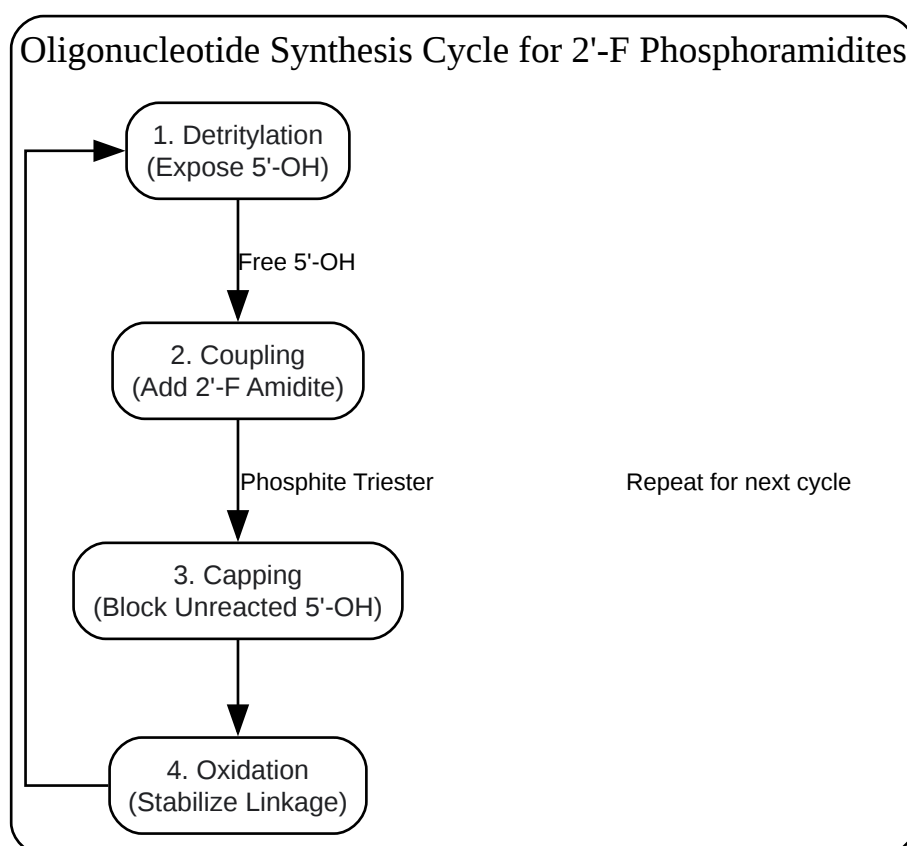 Oligonucleotide Synthesis Cycle for 2'-F Phosphoramidites
1. Detritylation
(Expose 5'-OH)
Free 5'-OH
2. Coupling
(Add 2'-F Amidite)
Phosphite Triester
Repeat for next cycle
3. Capping
(Block Unreacted 5'-OH)
4. Oxidation
(Stabilize Linkage)